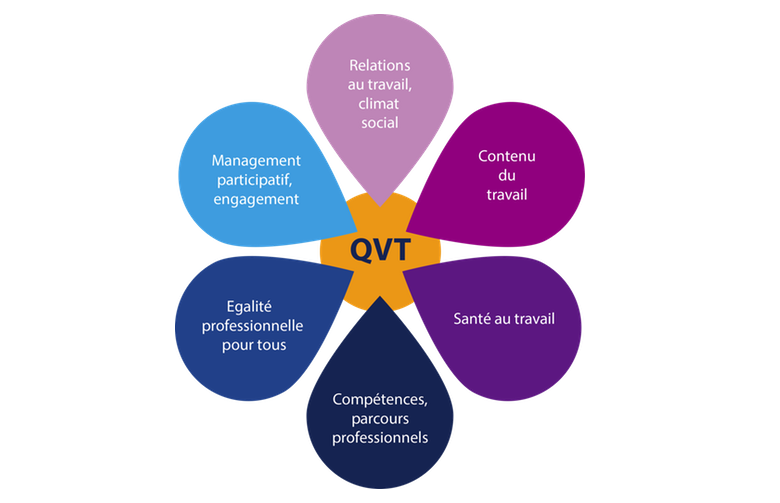 Relations
au travail,
climat
social
Contenu
du
travail
Santé au travail
Compétences,
parcours
professionnels
Egalité
professionnelle
pour tous
Management
participatif,
engagement
QVT